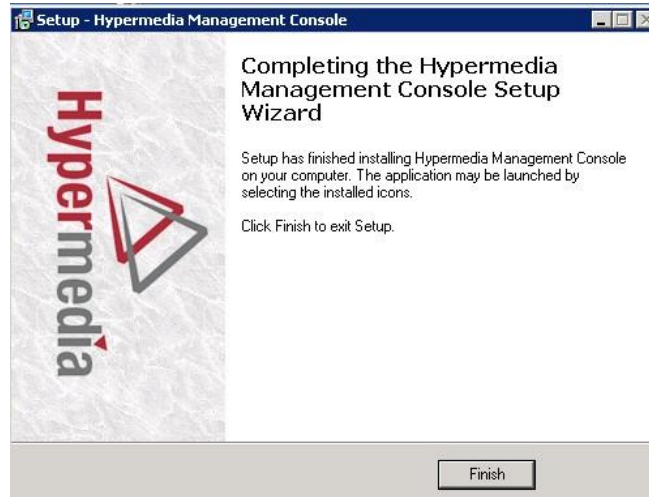 Setup - Hypermedia Management Console
Hypermedia
Completing the Hypermedia
Management Console Setup
Wizard
Setup has finished installing Hypermedia Management Console
on your computer. The application may be launched by
selecting the installed icons.
Click Finish to exit Setup.
Finish